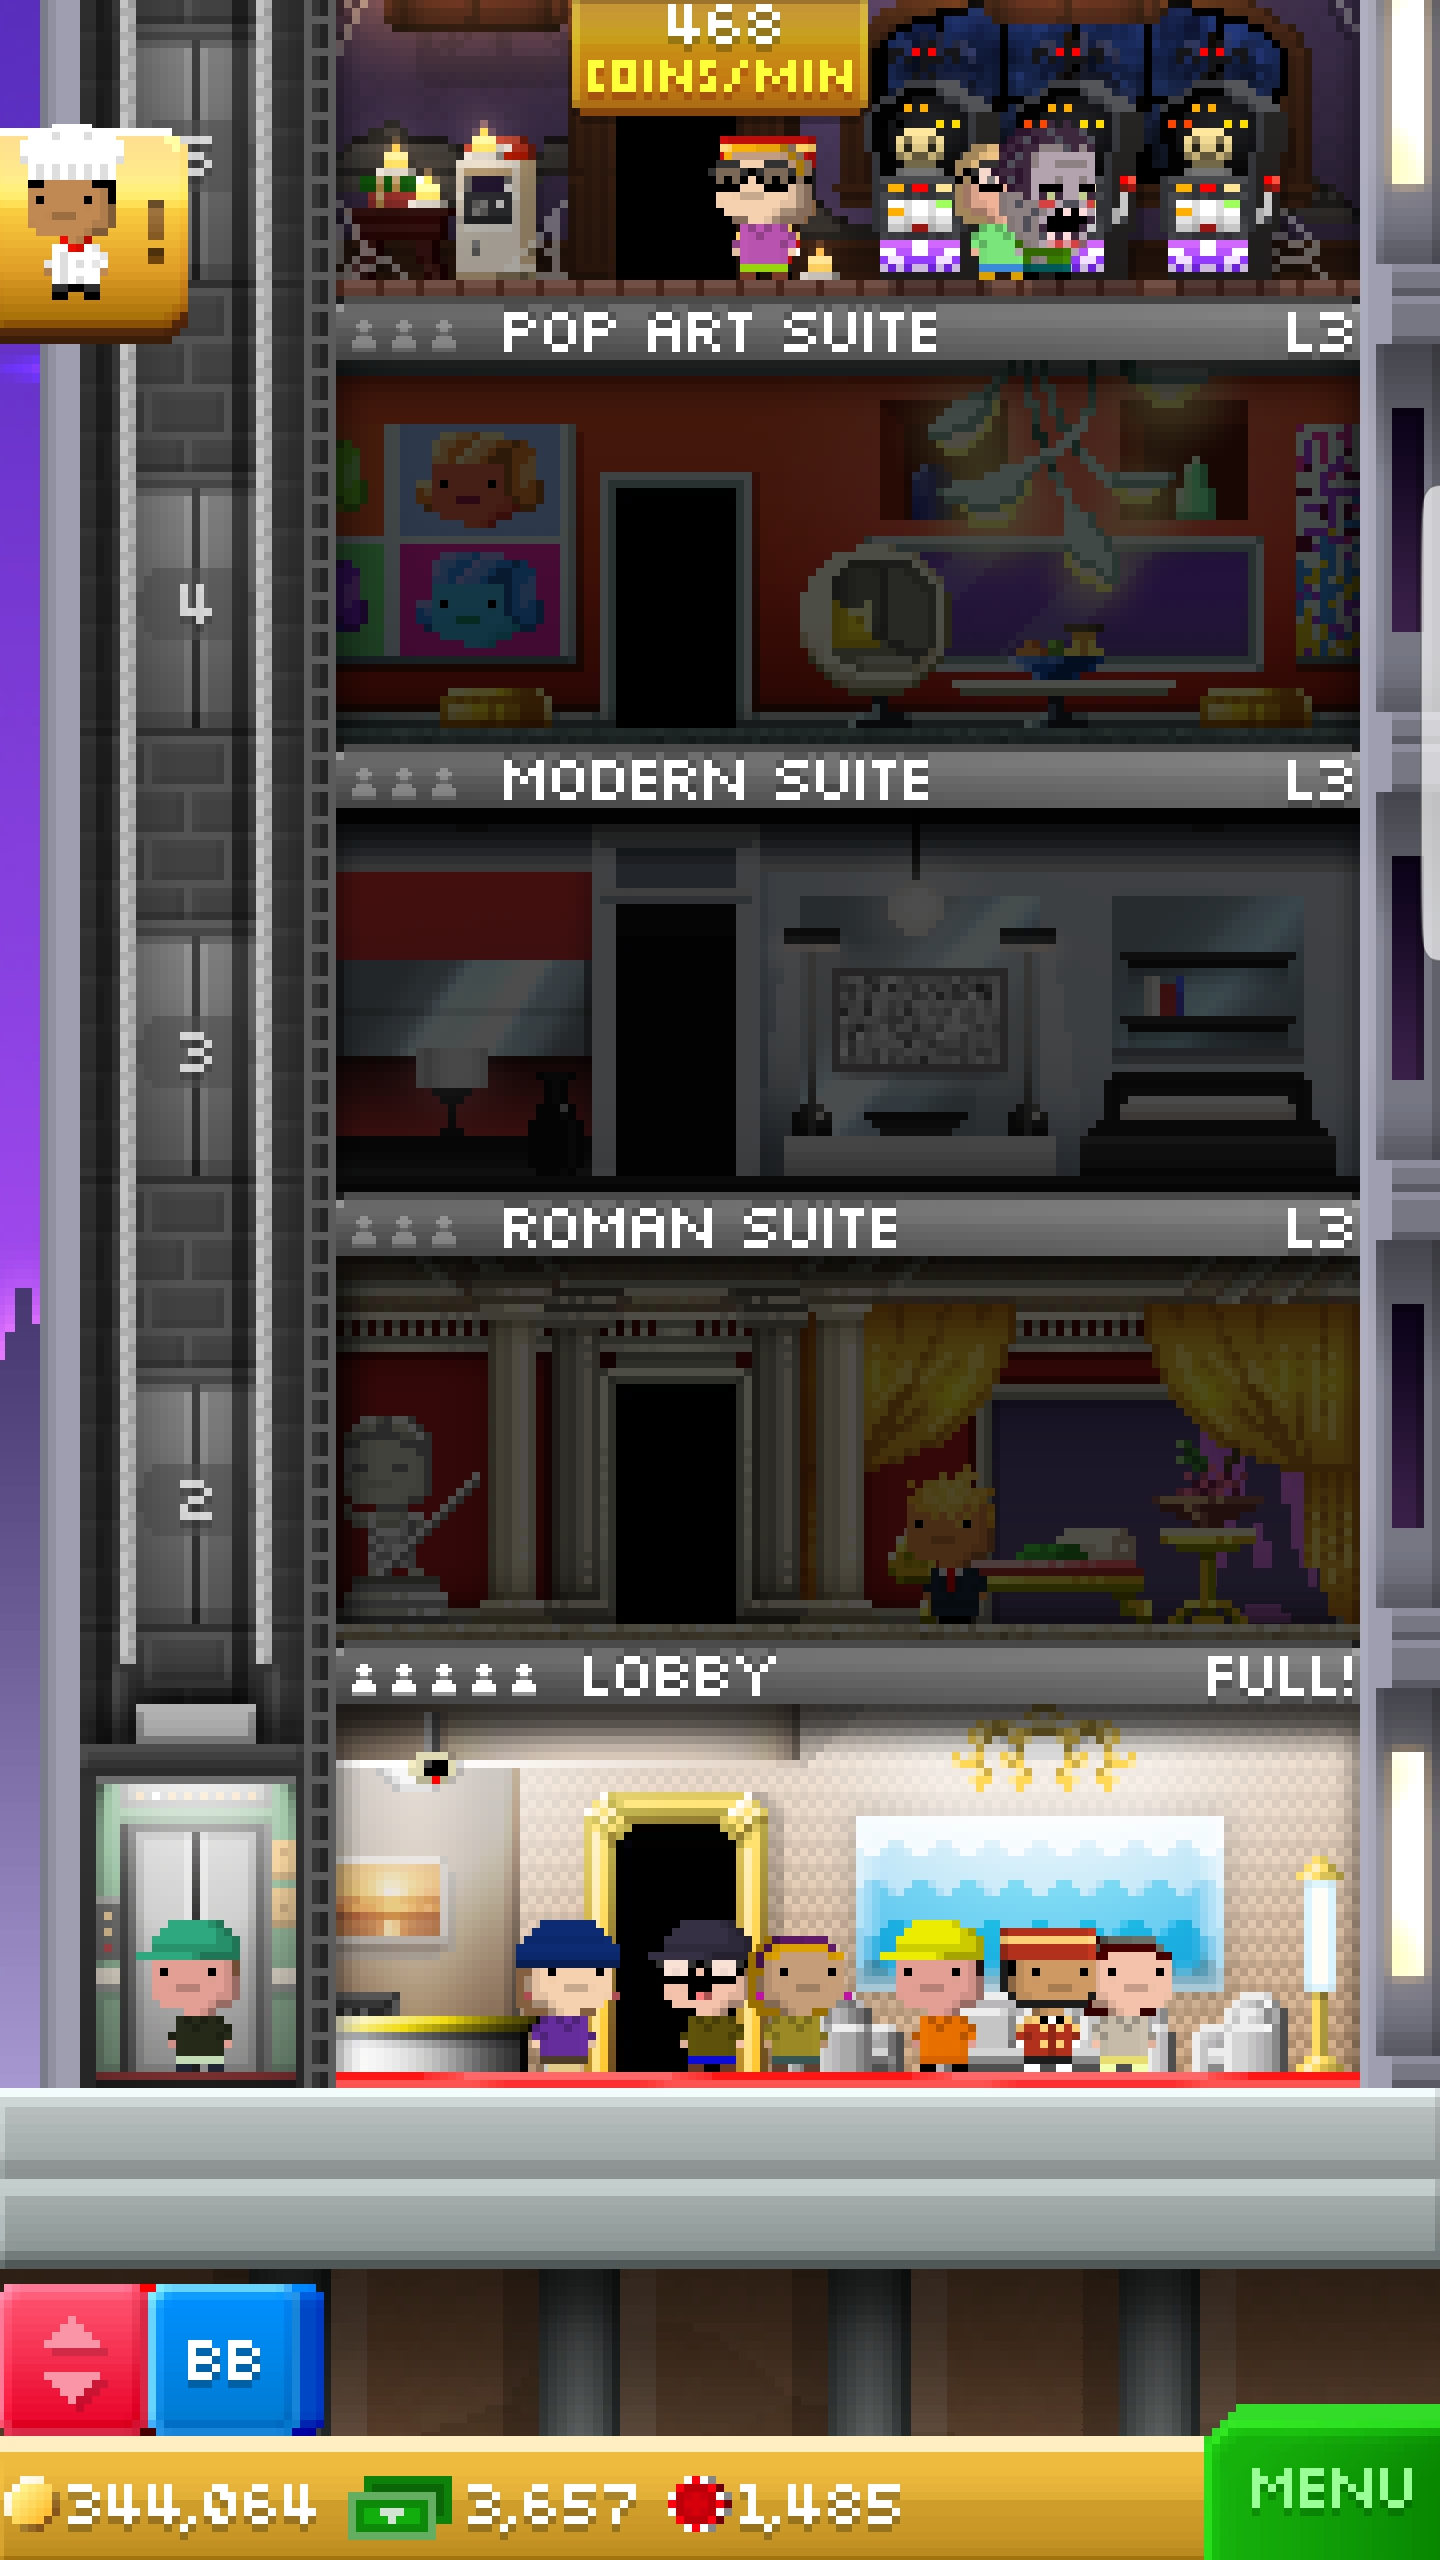 468
COINS/MIN
5
POP ART SUITE L3
4
MODERN SUITE L3
3
ROMAN SUITE L3
2
LOBBY FULL!
BB
344,064 3,657 1,485
MENU